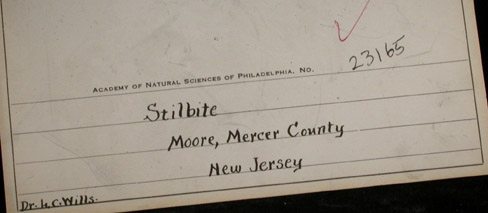 Academy of Natural Sciences of Philadelphia, No. 23165
Stilbite
Moore, Mercer County
New Jersey
Dr. L. C. Wills.